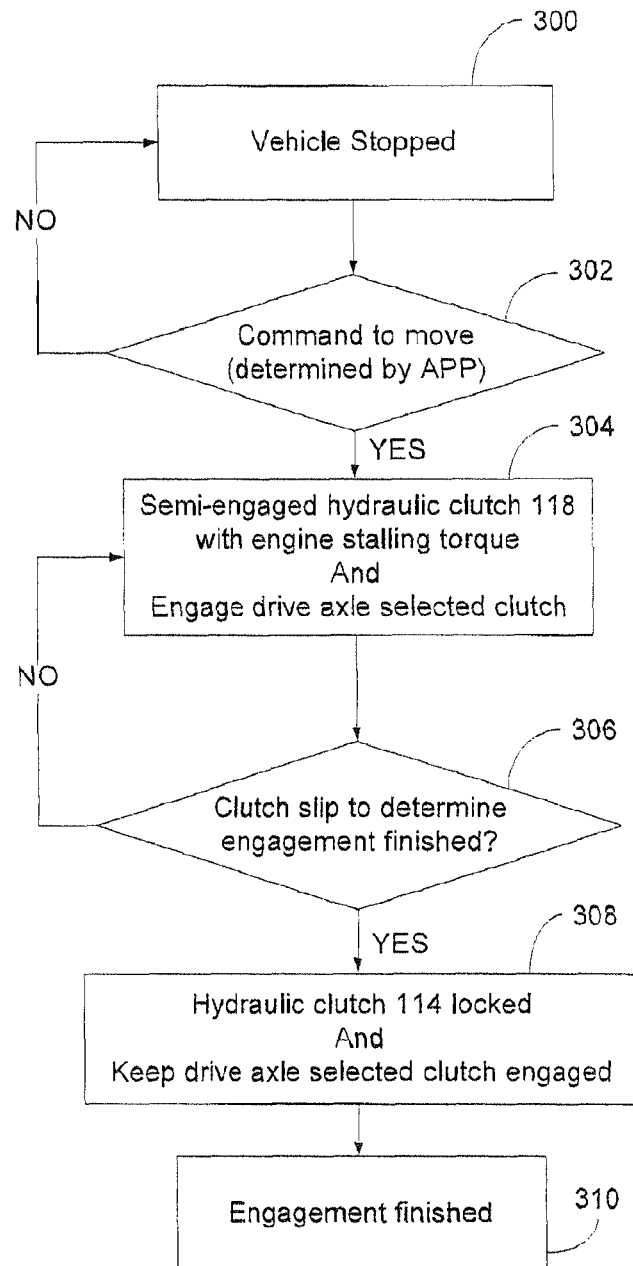 300
Vehicle Stopped
NO
302
Command to move
(determined by APP)
YES
304
Semi-engaged hydraulic clutch 118
with engine stalling torque
And
Engage drive axle selected clutch
NO
306
Clutch slip to determine
engagement finished?
YES
308
Hydraulic clutch 114 locked
And
Keep drive axle selected clutch engaged
Engagement finished
310